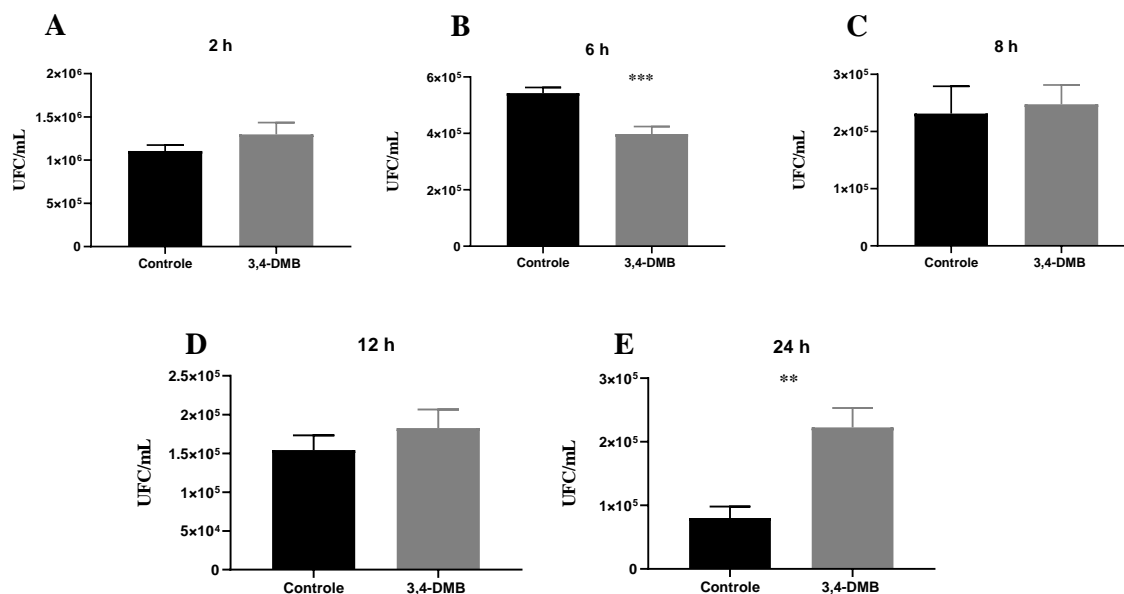 A
2 h
UFC/mL
2×10⁶
1.5×10⁶
1×10⁶
5×10⁵
0
Controle
3,4-DMB
B
6 h
***
UFC/mL
6×10⁵
4×10⁵
2×10⁵
0
Controle
3,4-DMB
C
8 h
UFC/mL
3×10⁵
2×10⁵
1×10⁵
0
Controle
3,4-DMB
D
12 h
UFC/mL
2.5×10⁵
2×10⁵
1.5×10⁵
1×10⁵
5×10⁴
0
Controle
3,4-DMB
E
24 h
**
UFC/mL
3×10⁵
2×10⁵
1×10⁵
0
Controle
3,4-DMB